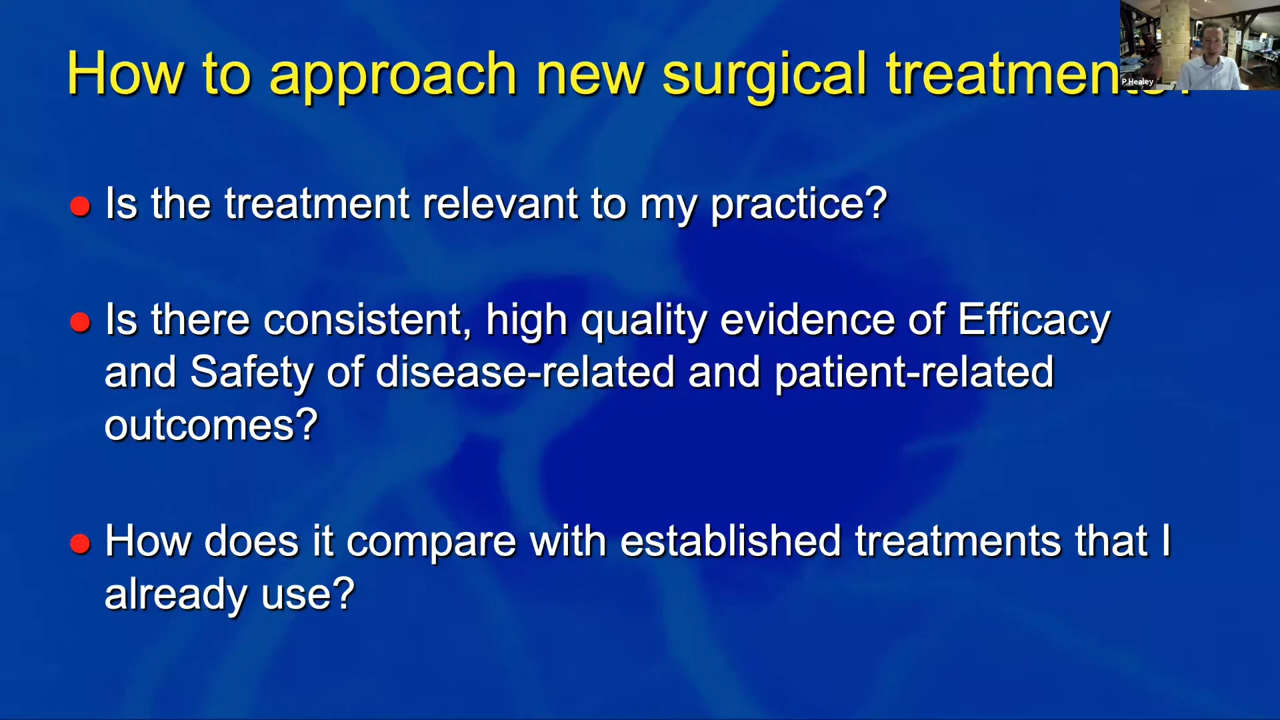 How to approach new surgical treatments?
Is the treatment relevant to my practice?
Is there consistent, high quality evidence of Efficacy
and Safety of disease-related and patient-related
outcomes?
How does it compare with established treatments that I
already use?
P Healey